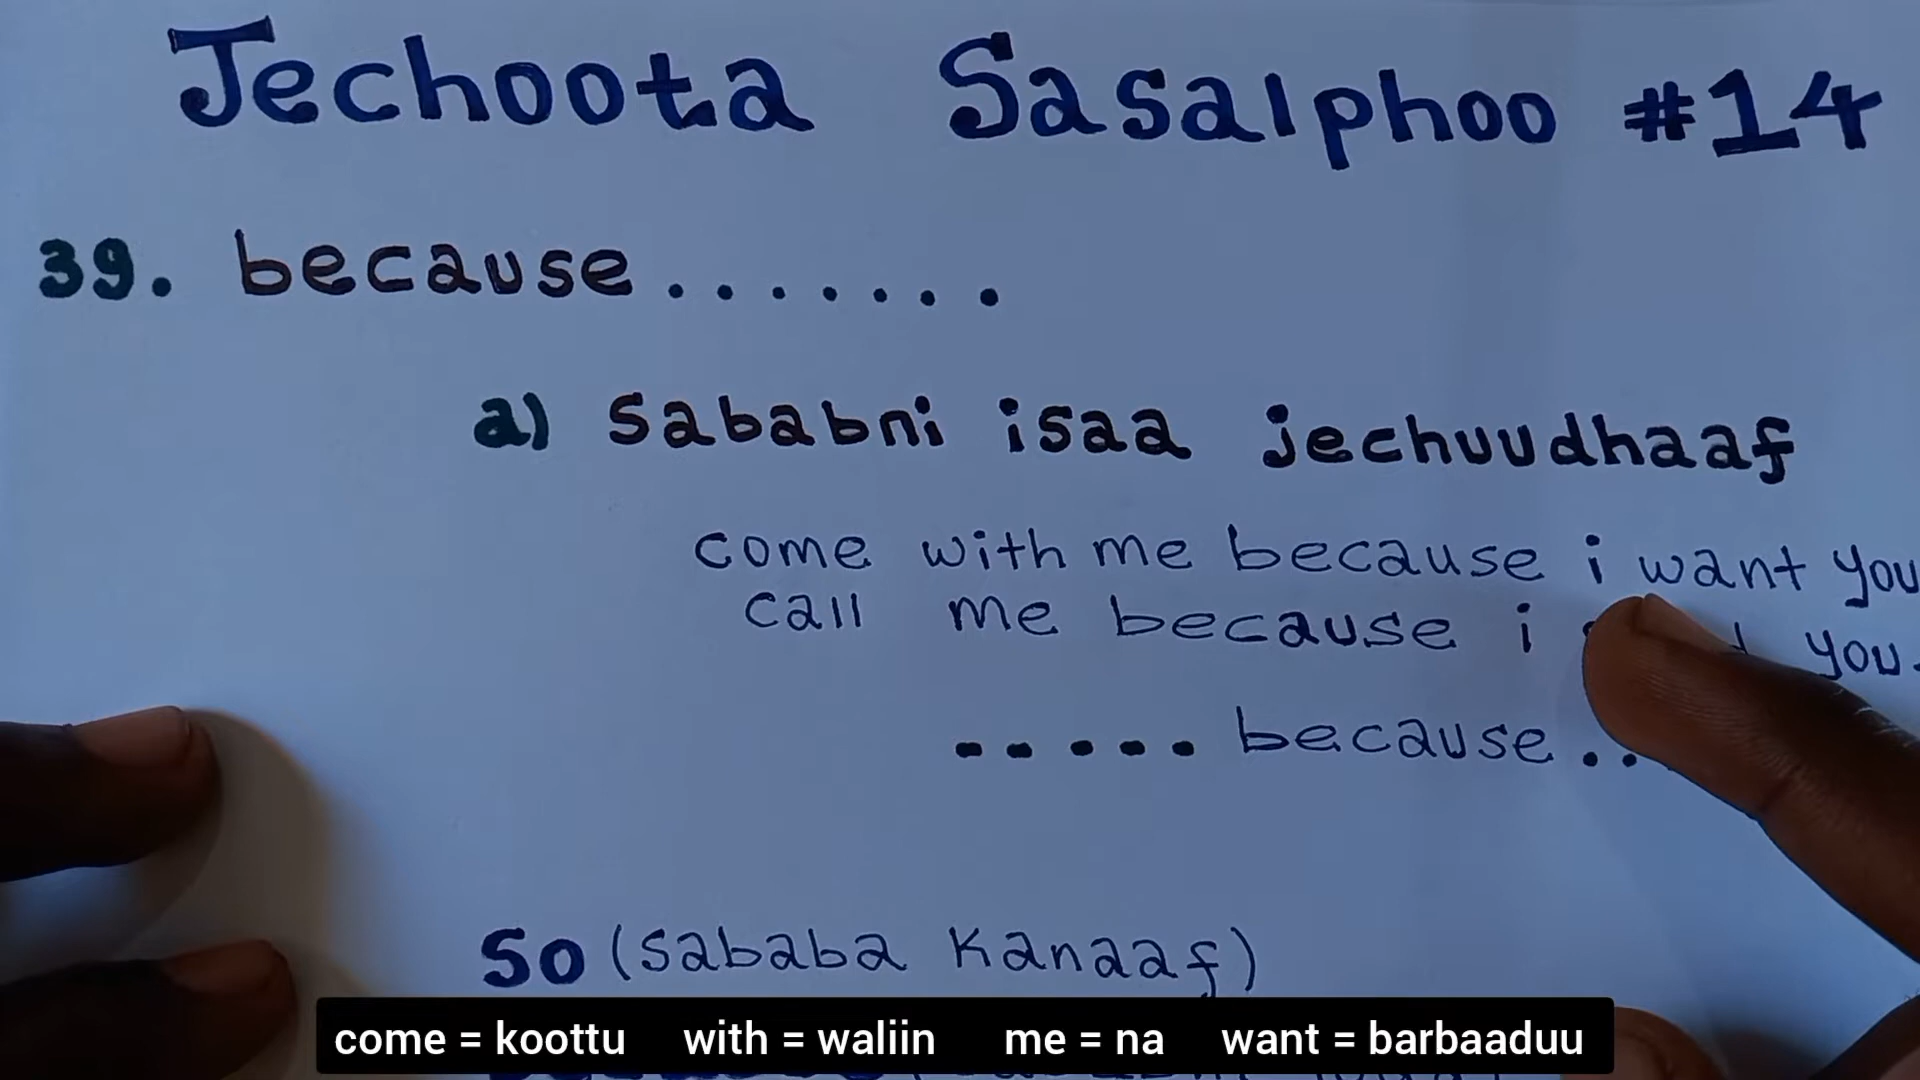 Jechoota Sasalphoo #14
39. because.......
a) Sababni isaa jechuudhaaf
come with me because i want you
call me because i you.
----- because..
So (sababa Kanaaf)
come = koottu with = waliin me = na want = barbaaduu